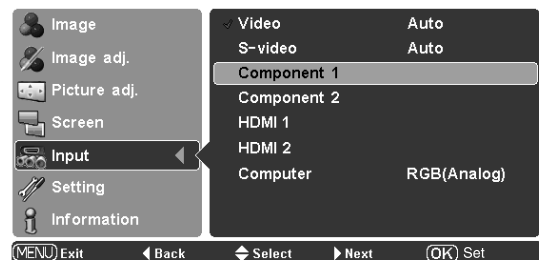 Image
Image adj.
Picture adj.
Screen
Input
Setting
Information
Video Auto
S-video Auto
Component 1
Component 2
HDMI 1
HDMI 2
Computer RGB(Analog)
MENU Exit Back Select Next OK Set